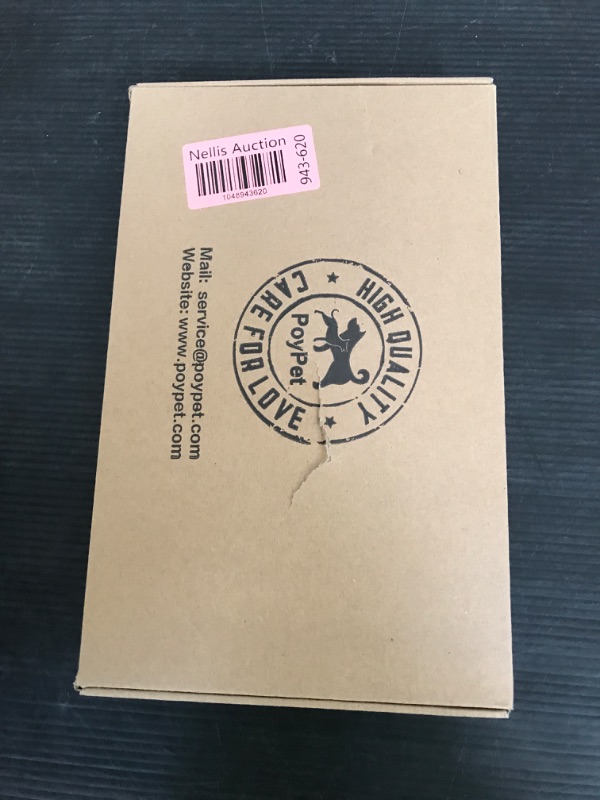 Nellis Auction
943-620
1048943620
HIGH QUALITY
PoyPet
CARE FOR LOVE
Mail: service@poypet.com
Website: www.poypet.com